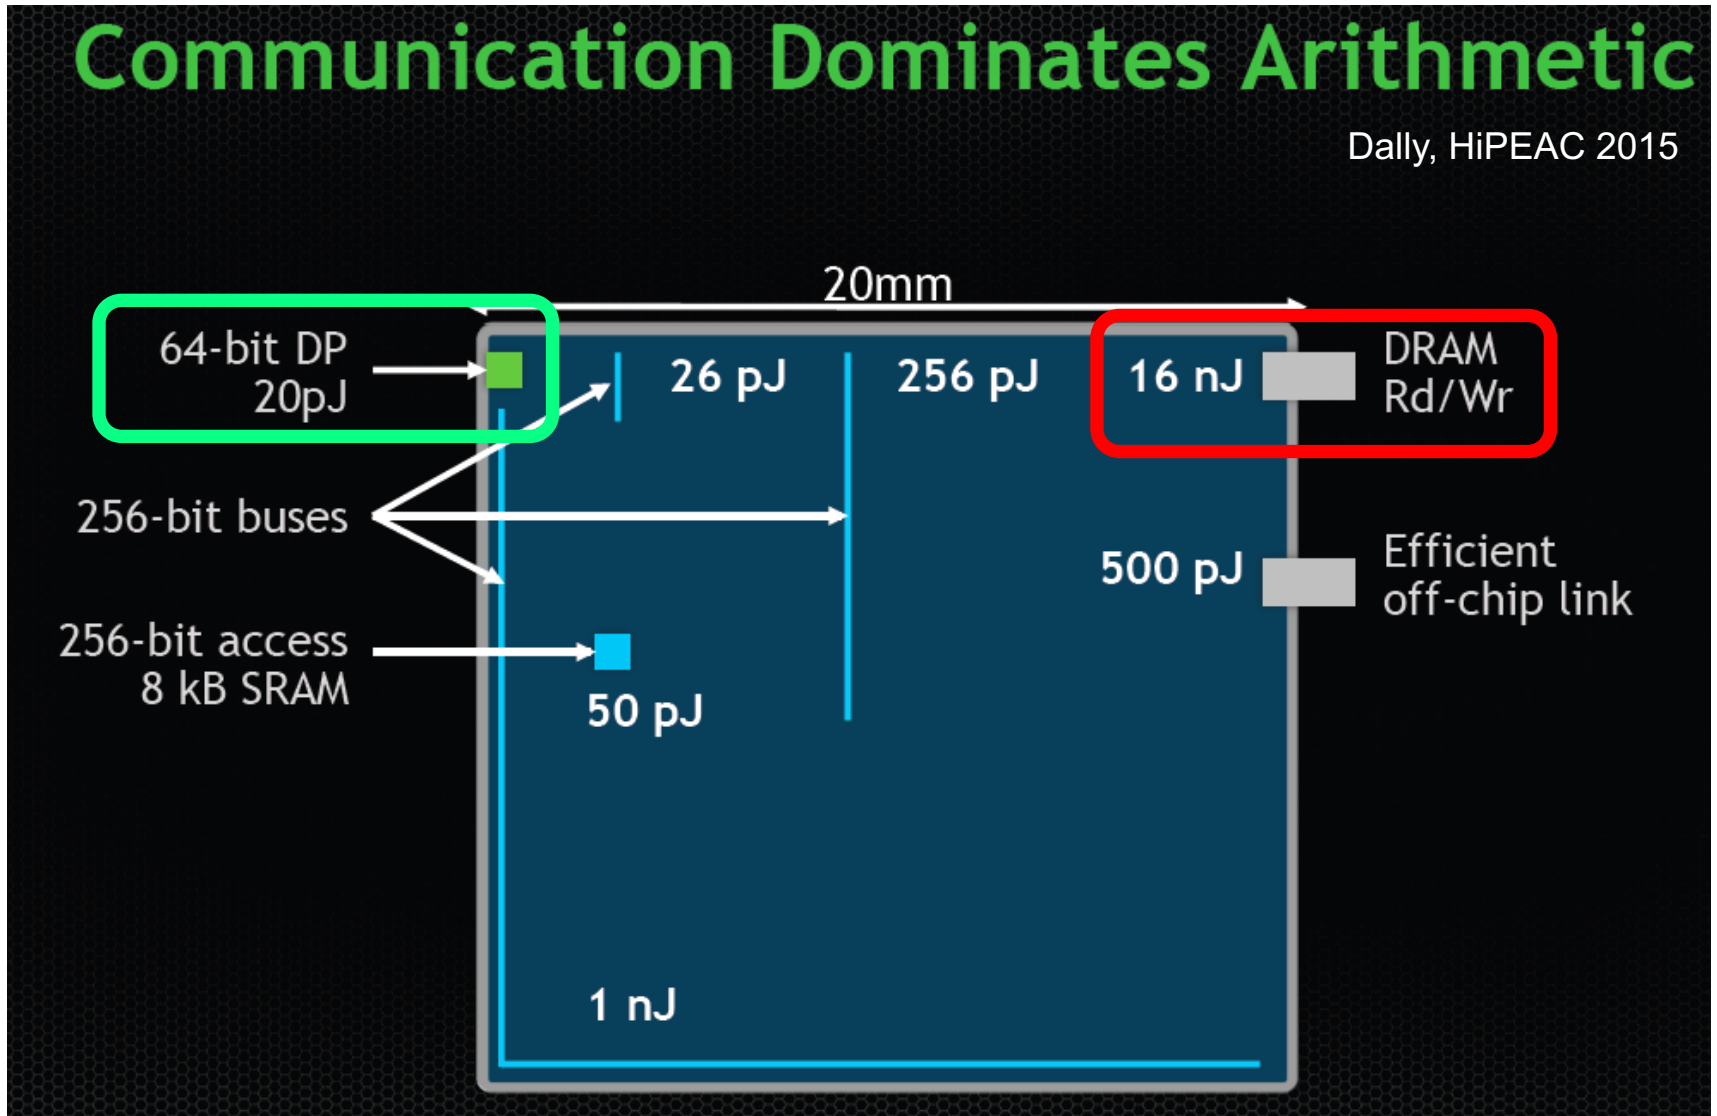 Communication Dominates Arithmetic
Dally, HiPEAC 2015
20mm
64-bit DP
20pJ
26 pJ
256 pJ
16 nJ
DRAM
Rd/Wr
256-bit buses
500 pJ
Efficient
off-chip link
256-bit access
8 kB SRAM
50 pJ
1 nJ